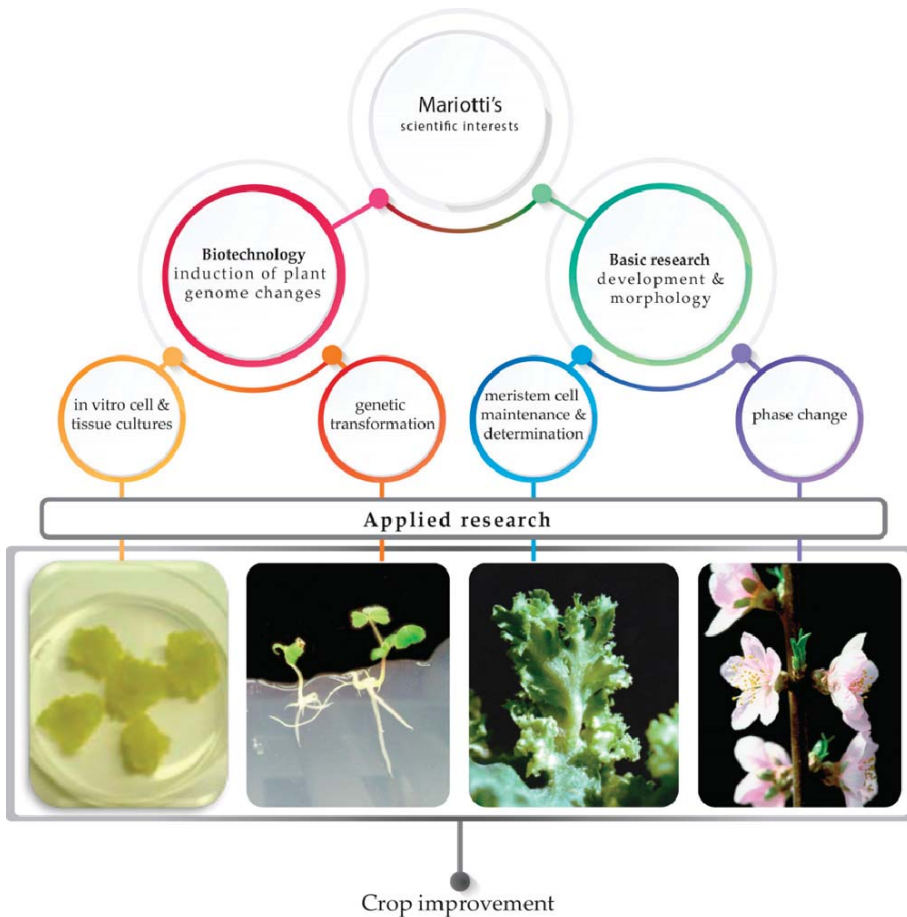 Mariotti's
scientific interests
Biotechnology
induction of plant
genome changes
Basic research
development &
morphology
in vitro cell &
tissue cultures
genetic
transformation
meristem cell
maintenance &
determination
phase change
Applied research
Crop improvement